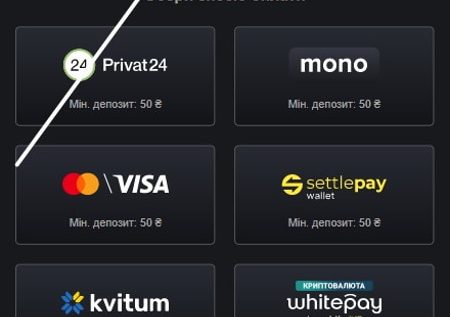 24 Privat24
mono
Мін. депозит: 50 ₴
Мін. депозит: 50 ₴
VISA
settlepay
wallet
Мін. депозит: 50 ₴
Мін. депозит: 50 ₴
kvitum
КРИПТОВАЛЮТА
whitepay